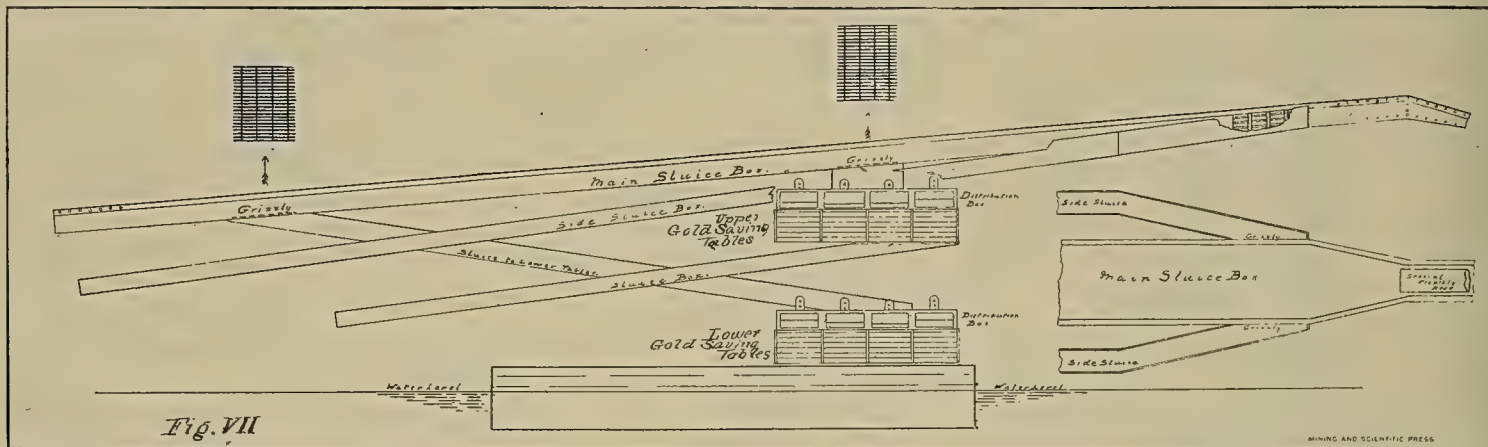 Grizzly
Main Sluice Box.
Grizzly
Side Sluice Box.
Distribution
Box
Upper
Gold Saving
Tables
Sluice to Lower Tables
Sluice Box.
Distribution
Box
Lower
Gold Saving
Tables
Water Level
Water Level
Fig. VII
Side Sluice
Grizzly
Main Sluice Box
Special
Grizzly
Side Sluice
MINING AND SCIENTIFIC PRESS